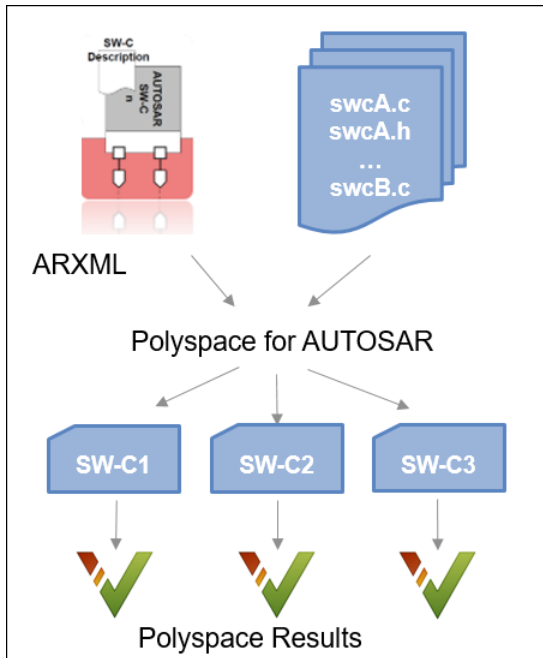 SW-C
Description
AUTOSAR
SW-C
n
swcA.c
swcA.h
...
swcB.c
ARXML
Polyspace for AUTOSAR
SW-C1
SW-C2
SW-C3
Polyspace Results